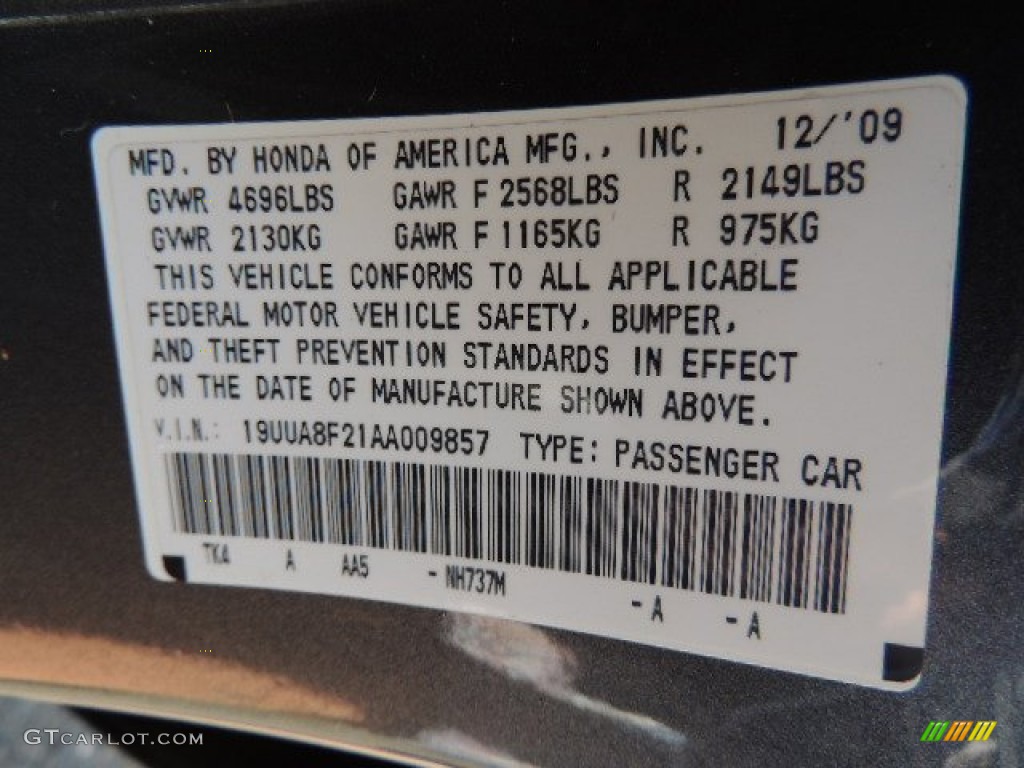 MFD. BY HONDA OF AMERICA MFG., INC. 12/'09
GVWR 4696LBS GAWR F 2568LBS R 2149LBS
GVWR 2130KG GAWR F 1165KG R 975KG
THIS VEHICLE CONFORMS TO ALL APPLICABLE
FEDERAL MOTOR VEHICLE SAFETY, BUMPER,
AND THEFT PREVENTION STANDARDS IN EFFECT
ON THE DATE OF MANUFACTURE SHOWN ABOVE.
V.I.N.: 19UUA8F21AA009857 TYPE: PASSENGER CAR
TK4 A AA5 -NH737M -A -A
GTCARLOT.COM